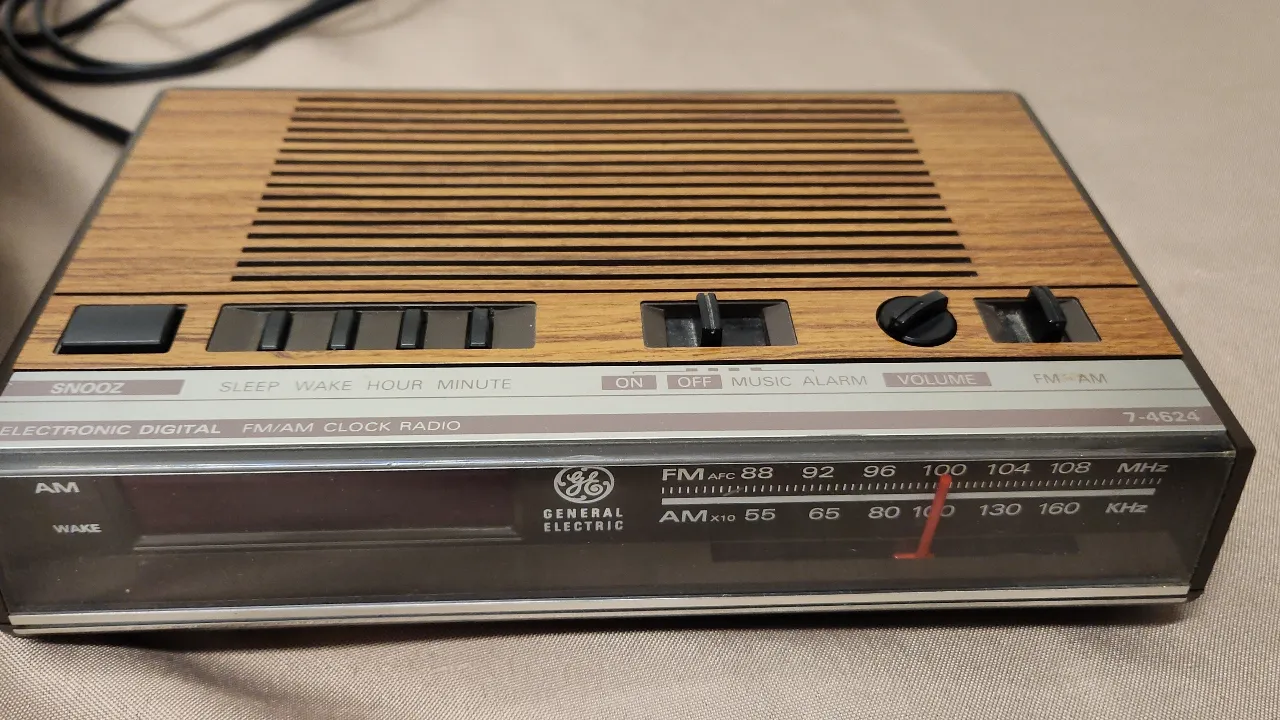 SNOOZ SLEEP WAKE HOUR MINUTE ON OFF MUSIC ALARM VOLUME FM AM
ELECTRONIC DIGITAL FM/AM CLOCK RADIO 7-4624
AM
WAKE
GE
GENERAL
ELECTRIC
FM AFC 88 92 96 100 104 108 MHz
AM X10 55 65 80 100 130 160 KHz